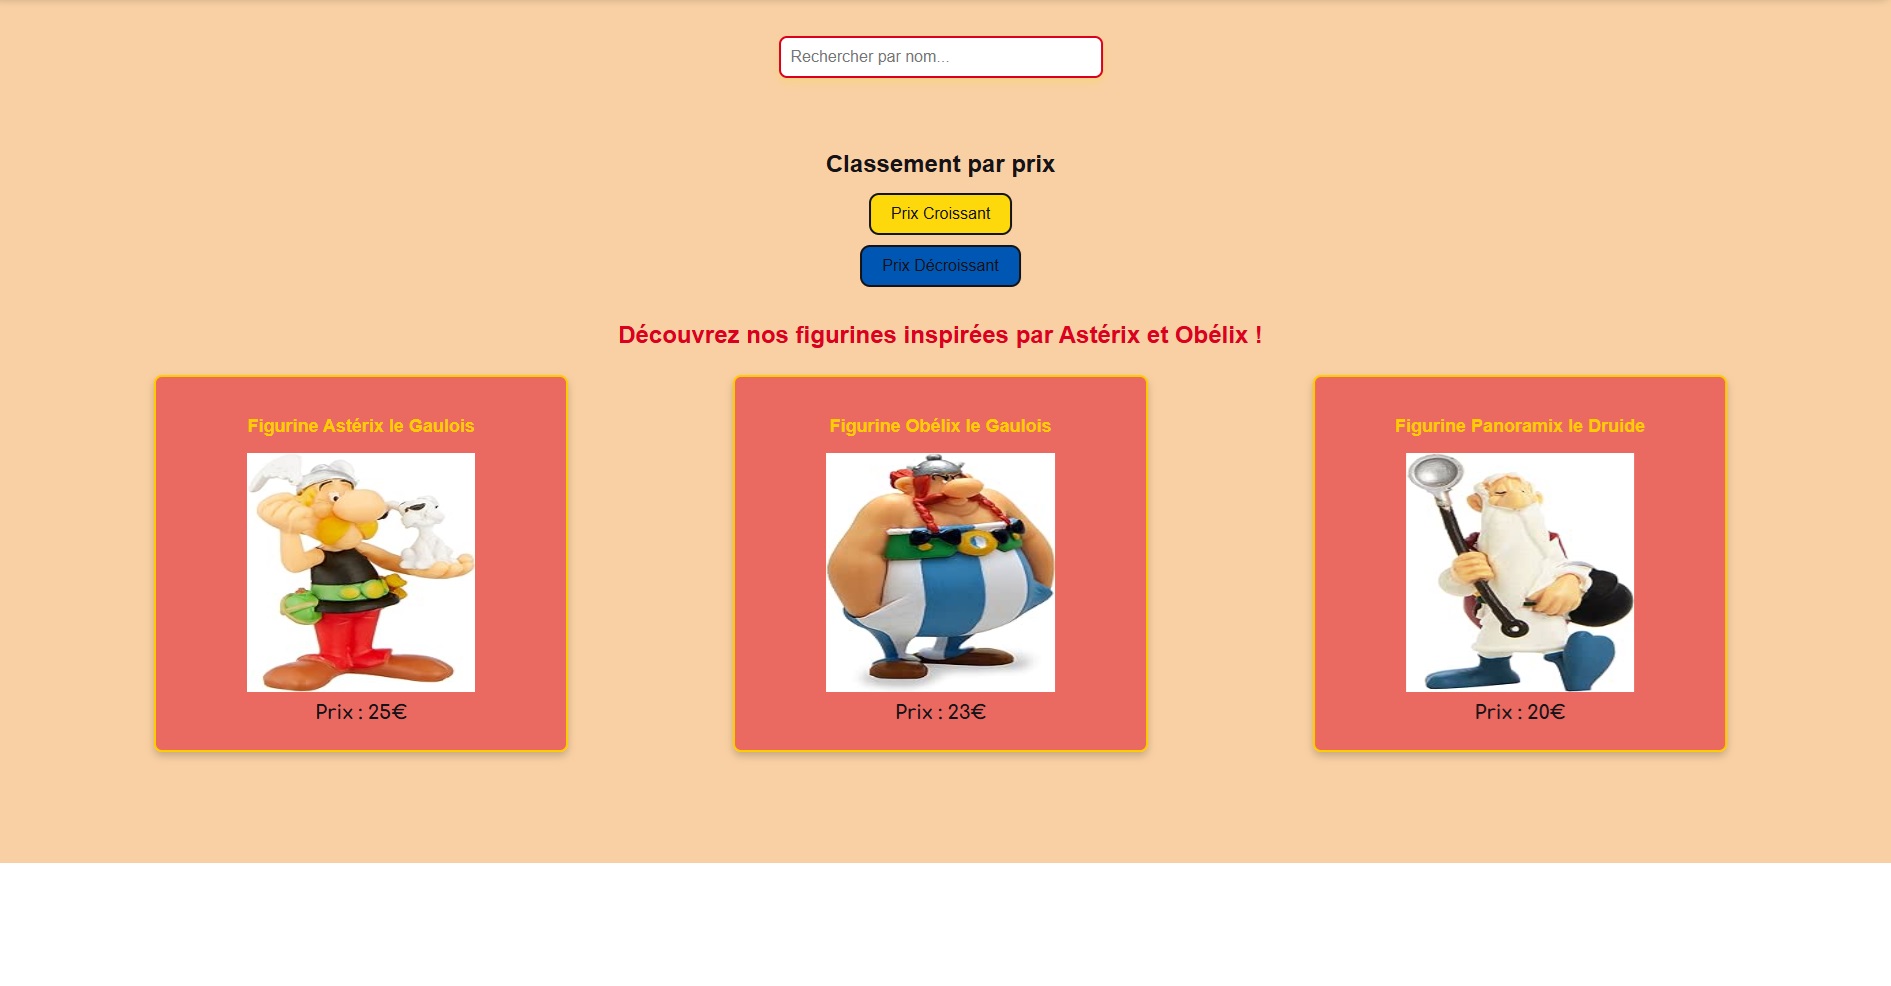 Rechercher par nom...
Classement par prix
Prix Croissant
Prix Décroissant
Découvrez nos figurines inspirées par Astérix et Obélix !
Figurine Astérix le Gaulois
Prix : 25€
Figurine Obélix le Gaulois
Prix : 23€
Figurine Panoramix le Druide
Prix : 20€